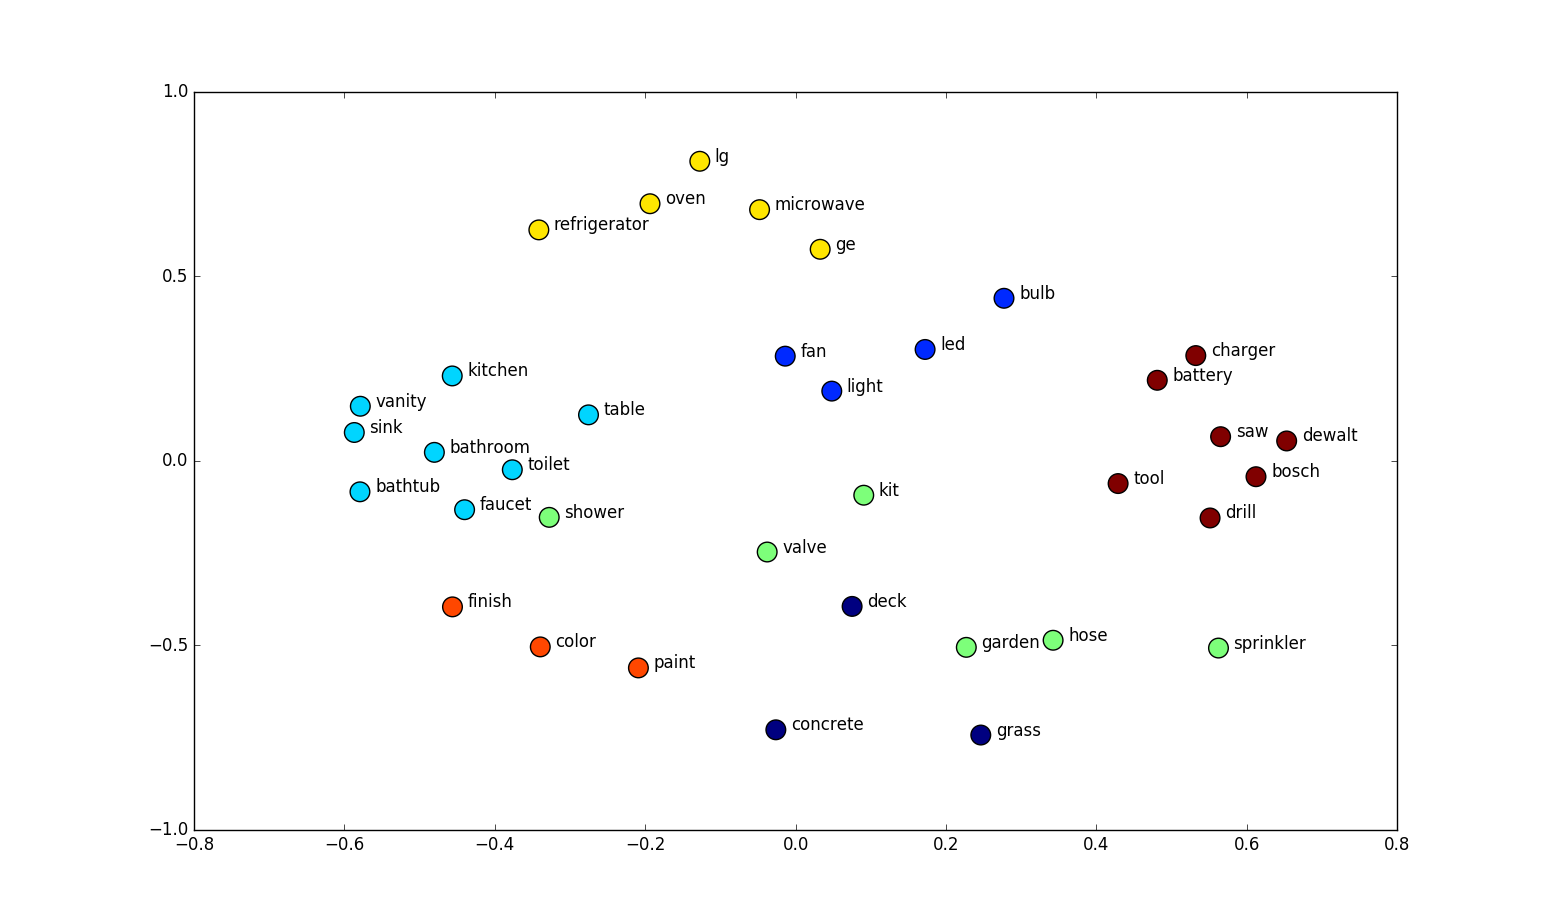 1.0
lg
oven
microwave
refrigerator
ge
0.5
bulb
led
charger
fan
battery
kitchen
light
vanity
table
sink
saw
dewalt
bathroom
0.0
toilet
bosch
tool
bathtub
kit
faucet
shower
drill
valve
finish
deck
hose
color
garden
sprinkler
−0.5
paint
concrete
grass
−1.0
−0.8 −0.6 −0.4 −0.2 0.0 0.2 0.4 0.6 0.8